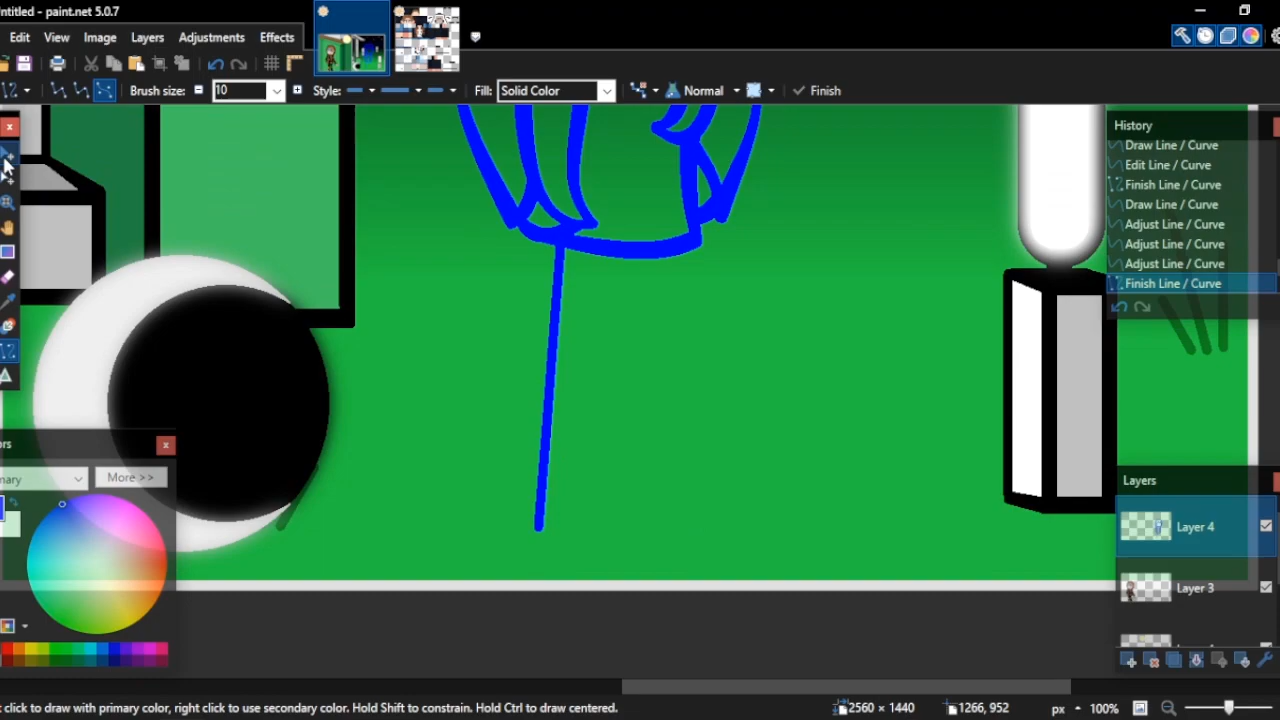 ntitled - paint.net 5.0.7
Edit View Image Layers Adjustments Effects
Brush size: 10 Style: Fill: Solid Color Normal Finish
History
Draw Line / Curve
Edit Line / Curve
Finish Line / Curve
Draw Line / Curve
Adjust Line / Curve
Adjust Line / Curve
Adjust Line / Curve
Finish Line / Curve
ors
mary More >>
Layers
Layer 4
Layer 3
click to draw with primary color, right click to use secondary color. Hold Shift to constrain. Hold Ctrl to draw centered. 2560 × 1440 1266, 952 px 100%